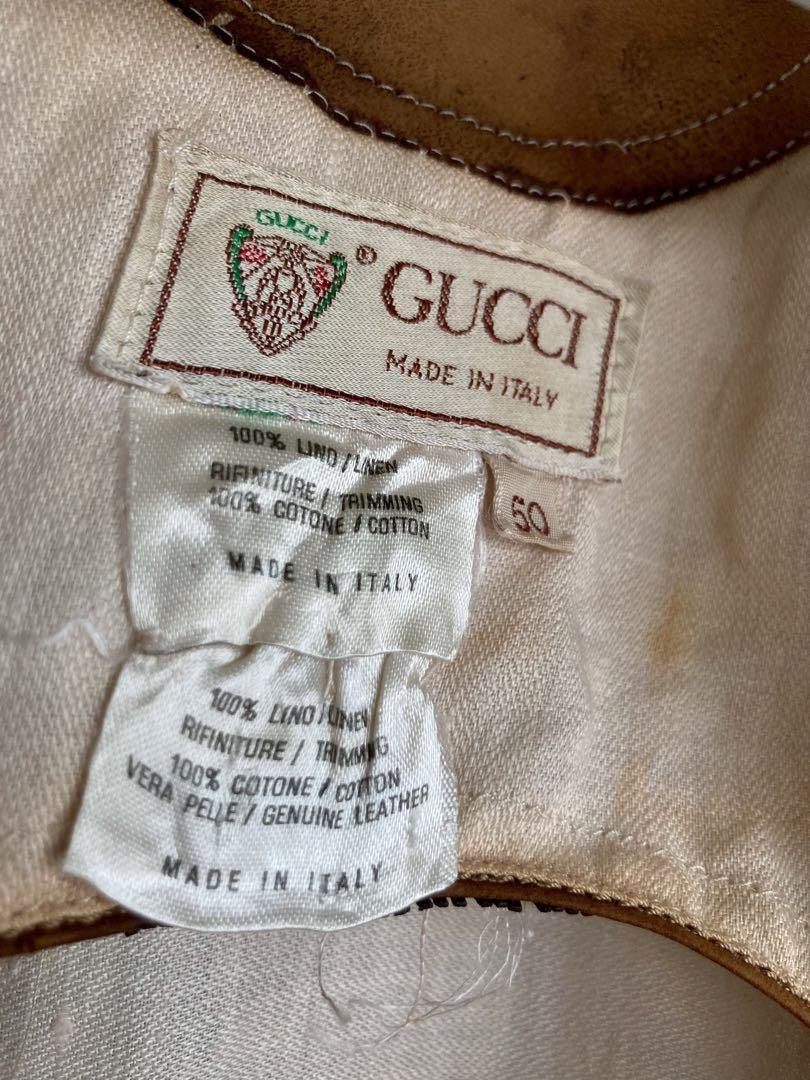 GUCCI
® GUCCI
MADE IN ITALY
100% LINO/LINEN
RIFINITURE / TRIMMING
100% COTONE / COTTON
MADE IN ITALY
50
100% LINO/LINEN
RIFINITURE / TRIMMING
100% COTONE / COTTON
VERA PELLE / GENUINE LEATHER
MADE IN ITALY